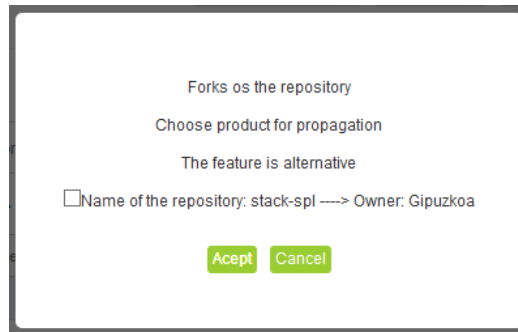 Forks os the repository
Choose product for propagation
The feature is alternative
Name of the repository: stack-spl ----> Owner: Gipuzkoa
Acept Cancel